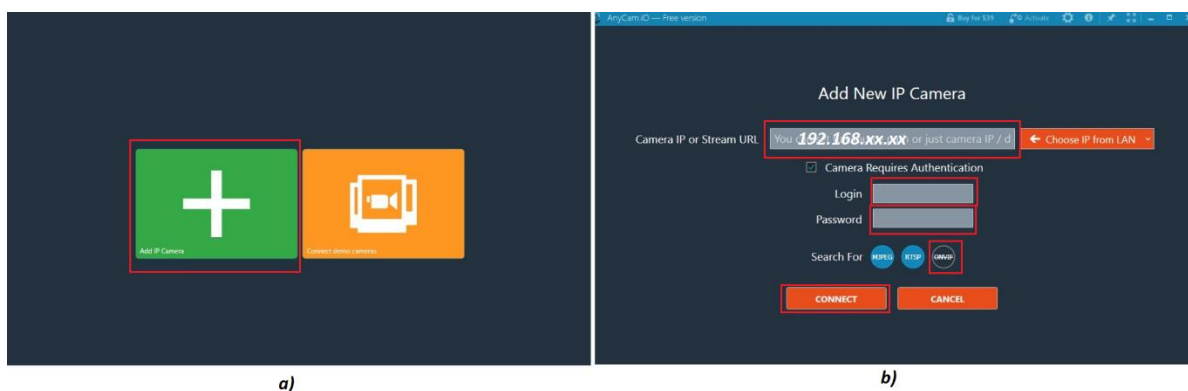 Add IP Camera
Connect demo cameras
a)
AnyCam.iO — Free version
Buy for $39
Activate
Add New IP Camera
Camera IP or Stream URL
192.168.xx.xx
or just camera IP / d
Choose IP from LAN
Camera Requires Authentication
Login
Password
Search For
MJPEG
RTSP
ONVIF
CONNECT
CANCEL
b)